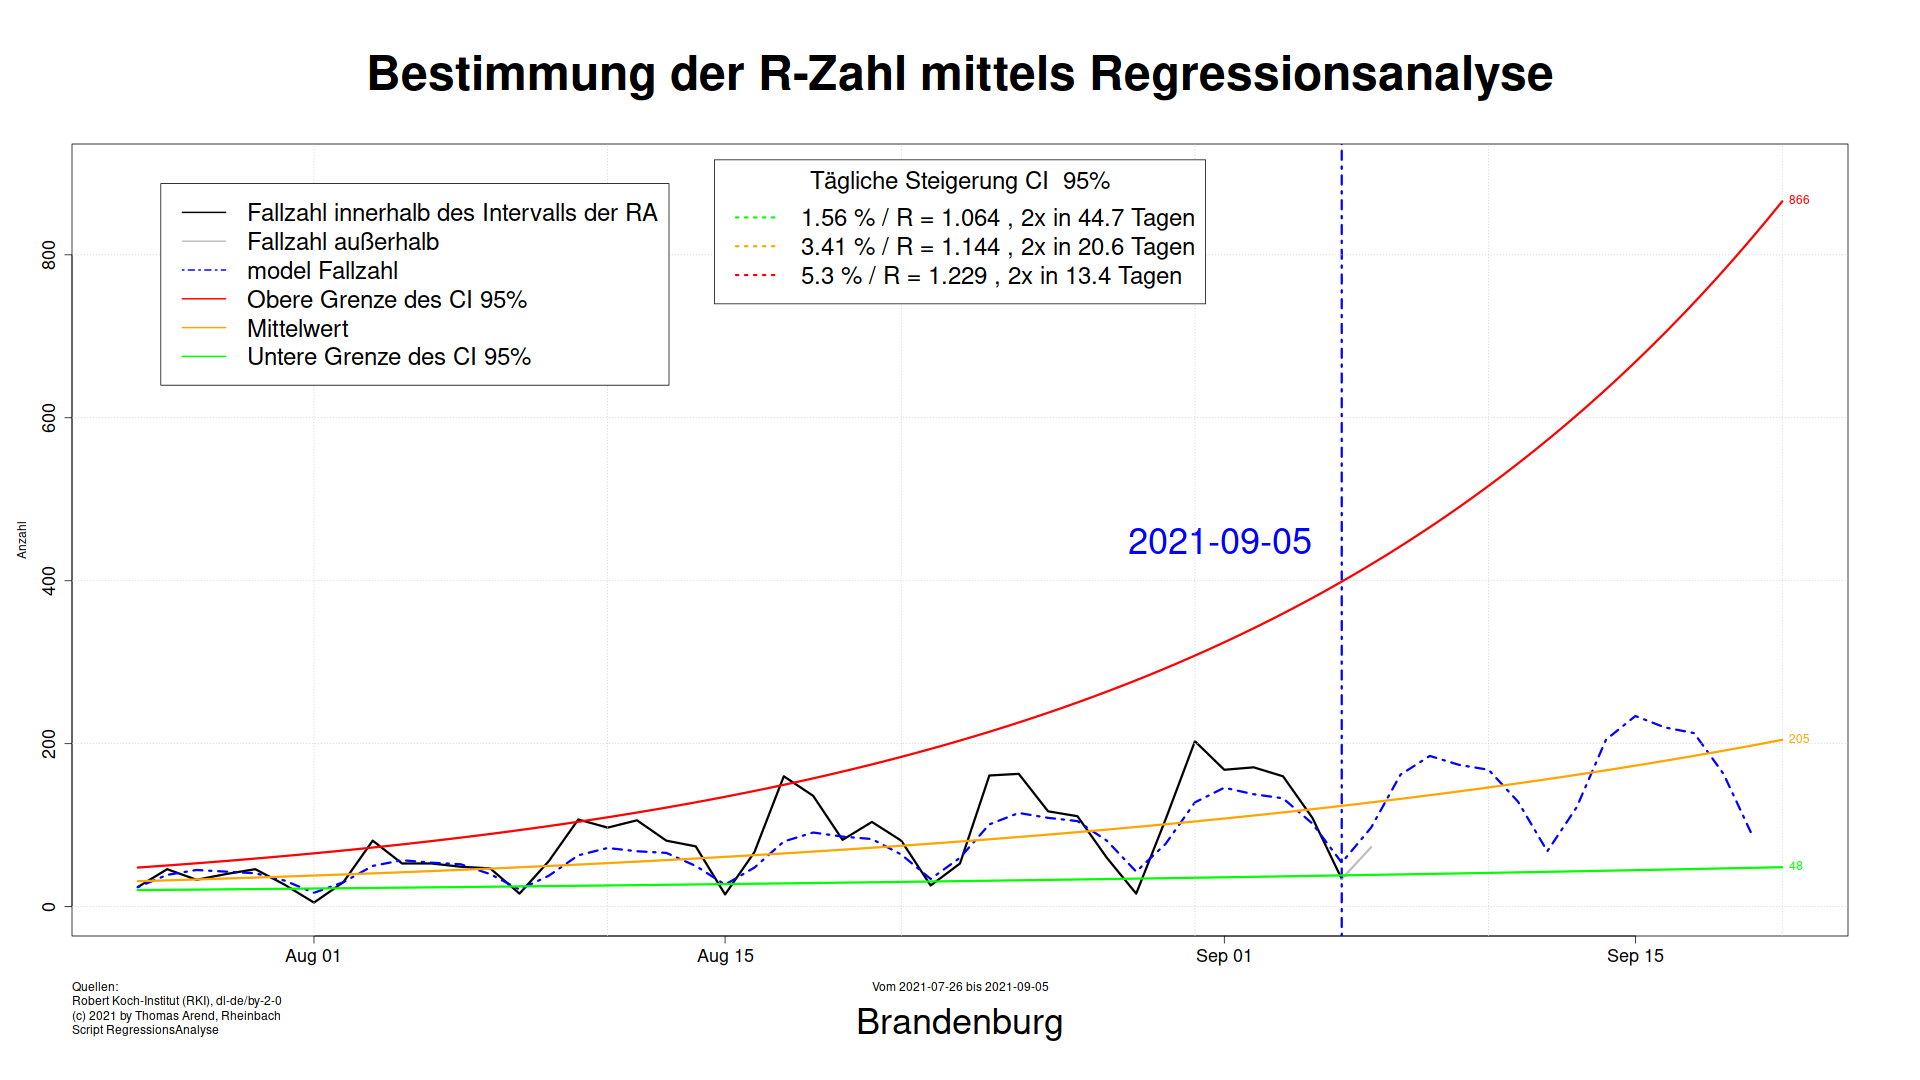 Bestimmung der R-Zahl mittels Regressionsanalyse
Fallzahl innerhalb des Intervalls der RA
Fallzahl außerhalb
model Fallzahl
Obere Grenze des CI 95%
Mittelwert
Untere Grenze des CI 95%
Tägliche Steigerung CI  95%
1.56 % / R = 1.064 , 2x in 44.7 Tagen
3.41 % / R = 1.144 , 2x in 20.6 Tagen
5.3 % / R = 1.229 , 2x in 13.4 Tagen
866
205
48
2021-09-05
Anzahl
800
600
400
200
0
Aug 01
Aug 15
Sep 01
Sep 15
Quellen:
Robert Koch-Institut (RKI), dl-de/by-2-0
(c) 2021 by Thomas Arend, Rheinbach
Script RegressionsAnalyse
Vom 2021-07-26 bis 2021-09-05
Brandenburg